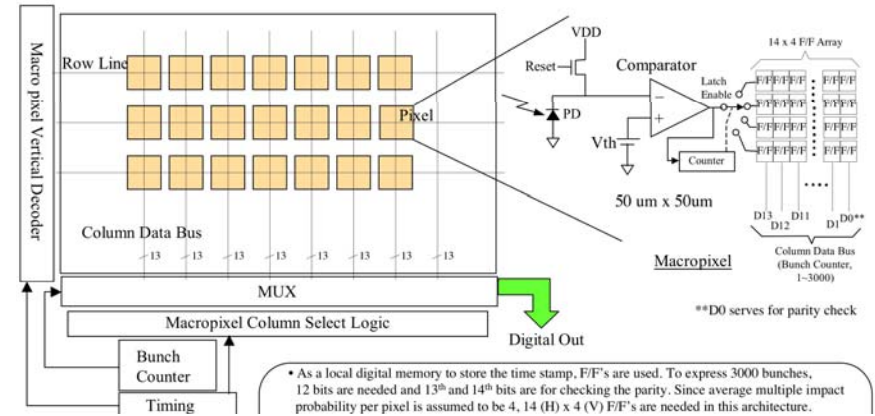 Macro pixel Vertical Decoder
Row Line
Pixel
Column Data Bus
13 13 13 13 13 13 13 13
MUX
Macropixel Column Select Logic
Digital Out
Bunch
Counter
Timing
VDD
Reset
Comparator
PD
Vth
−
+
Counter
Latch
Enable
14 x 4 F/F Array
F/F F/F F/F F/F F/F
F/F F/F F/F F/F F/F
F/F F/F F/F F/F F/F
F/F F/F F/F F/F F/F
50 um x 50um
D13
D12
D11
D1
D0**
Macropixel
Column Data Bus
(Bunch Counter,
1~3000)
**D0 serves for parity check
• As a local digital memory to store the time stamp, F/F's are used. To express 3000 bunches,
12 bits are needed and 13th and 14th bits are for checking the parity. Since average multiple impact
probability per pixel is assumed to be 4, 14 (H) x 4 (V) F/F's are needed in this architecture.